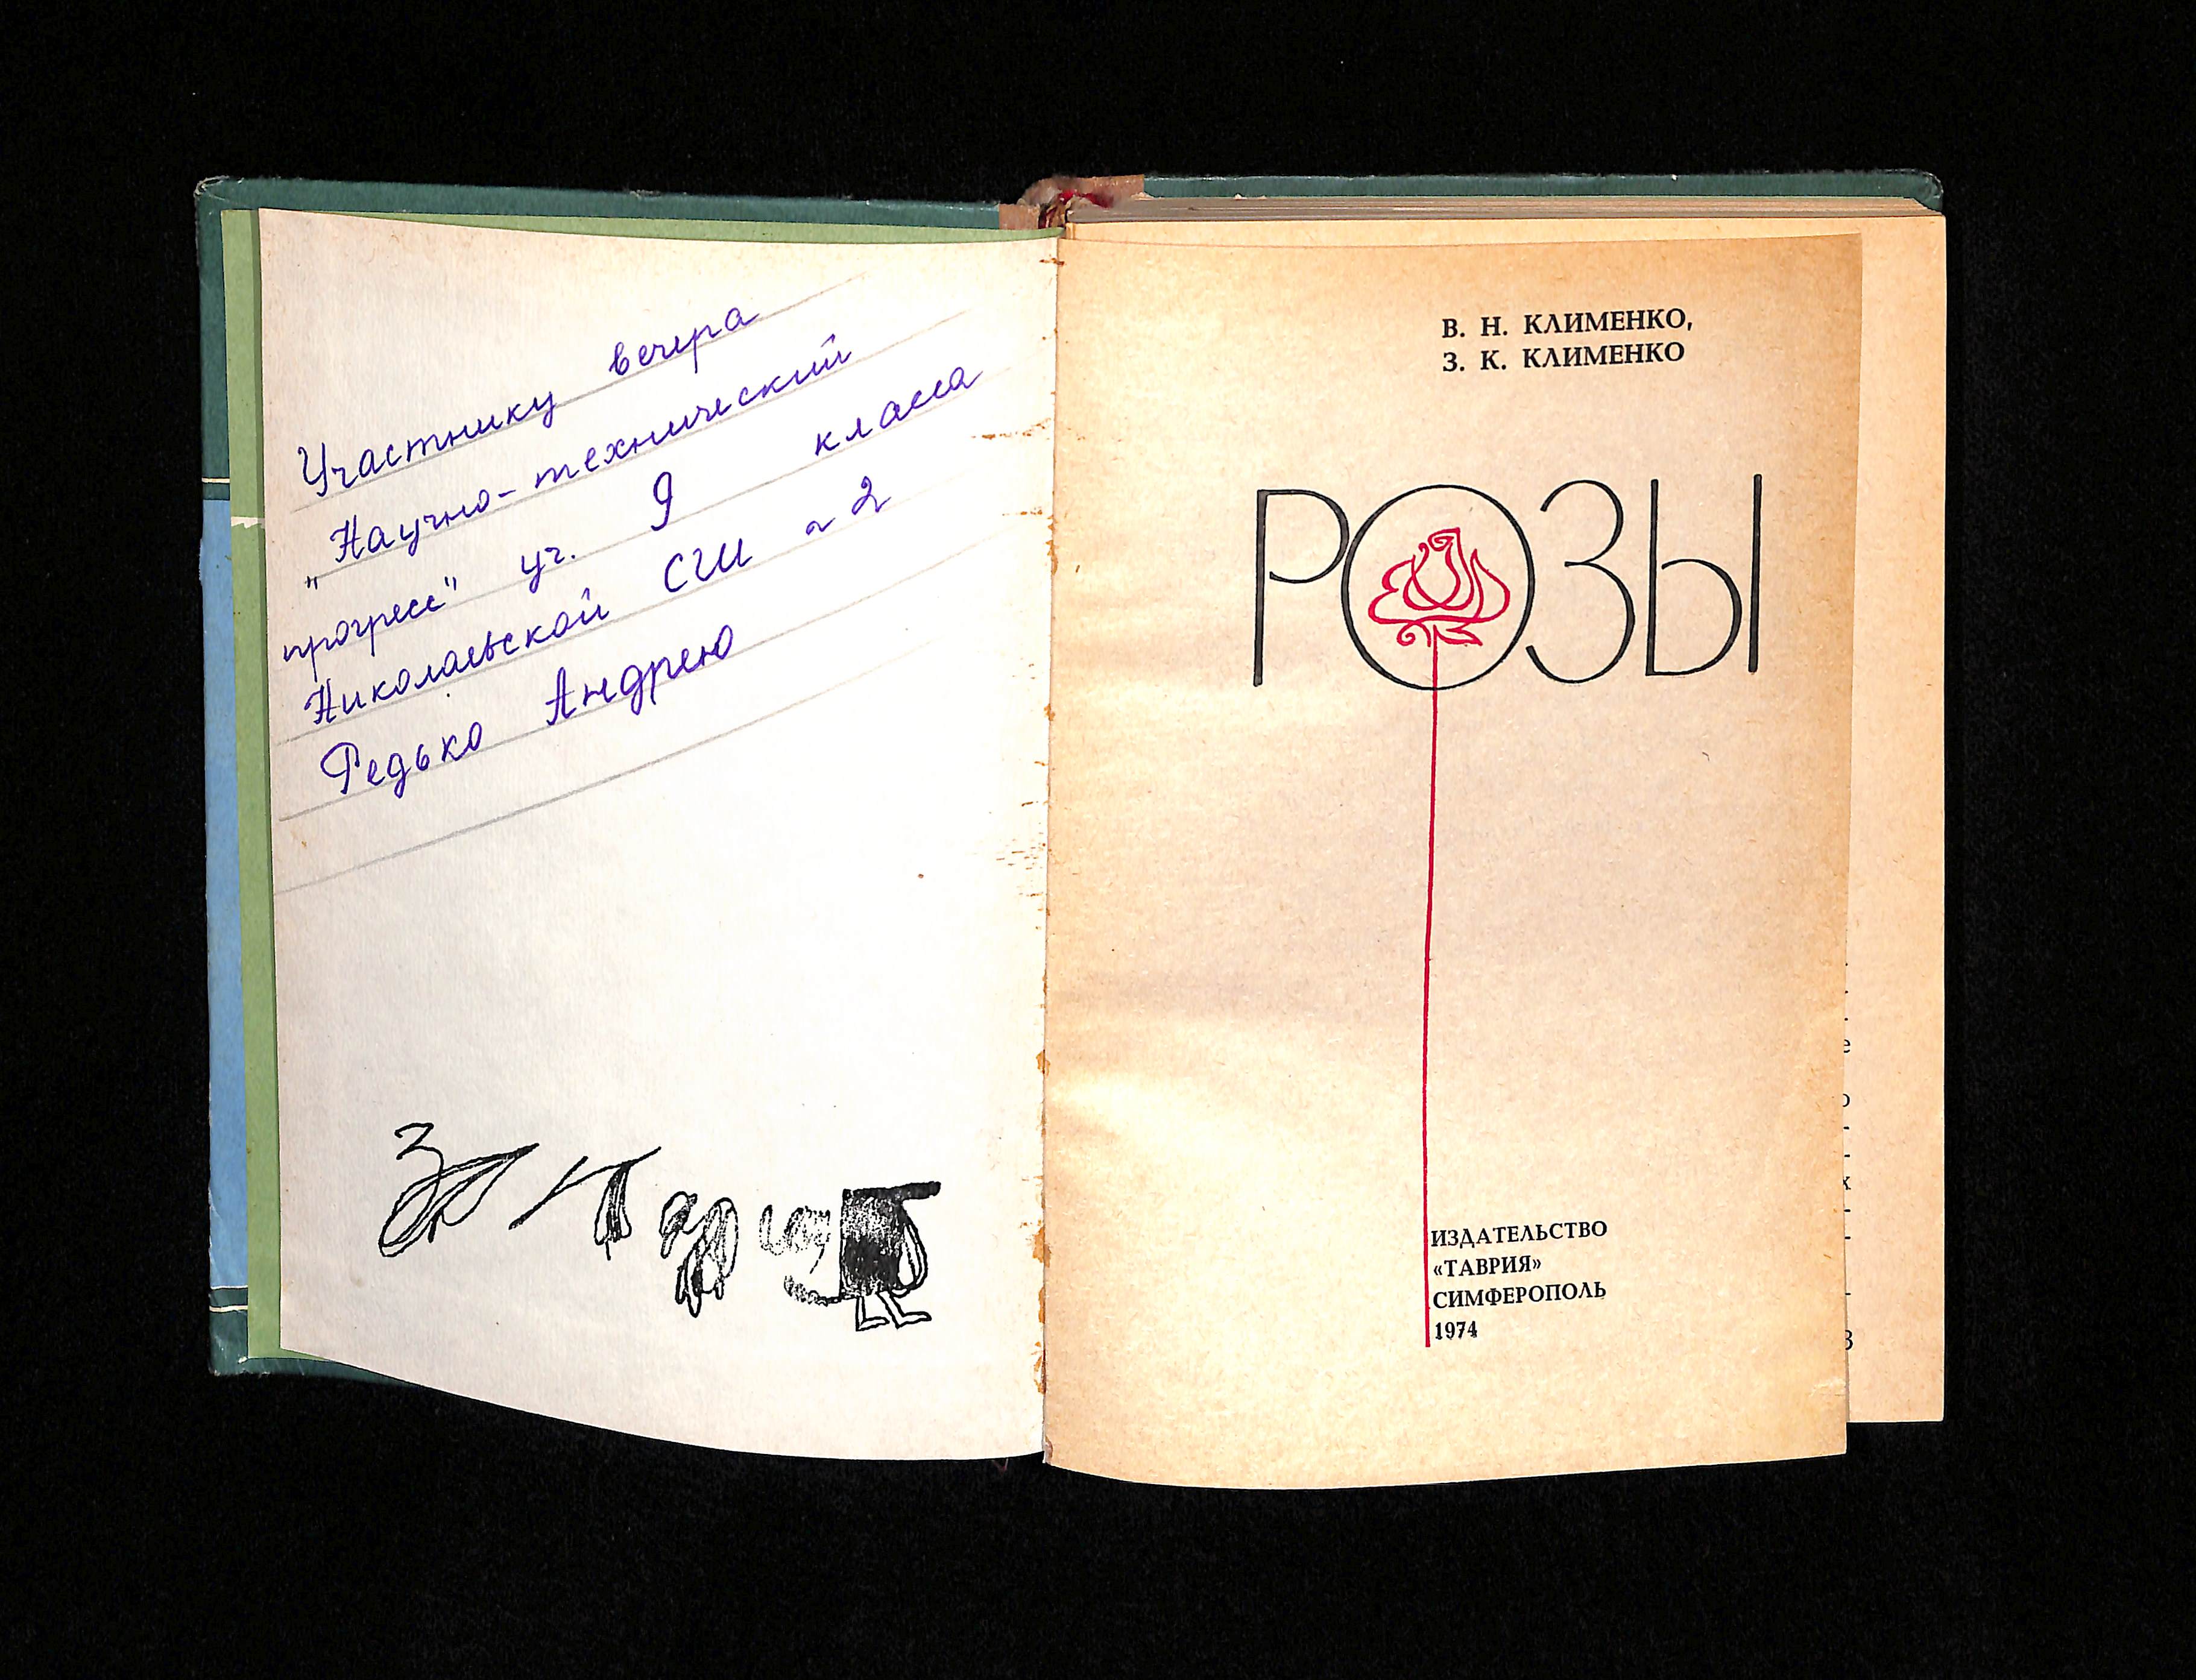 Участнику вечера
„Научно-технический
прогресс" уч. 9 класса
Николаевской СШ ~ 2
Редько Андрею
В. Н. КЛИМЕНКО,
З. К. КЛИМЕНКО
РОЗЫ
ИЗДАТЕЛЬСТВО
«ТАВРИЯ»
СИМФЕРОПОЛЬ
1974